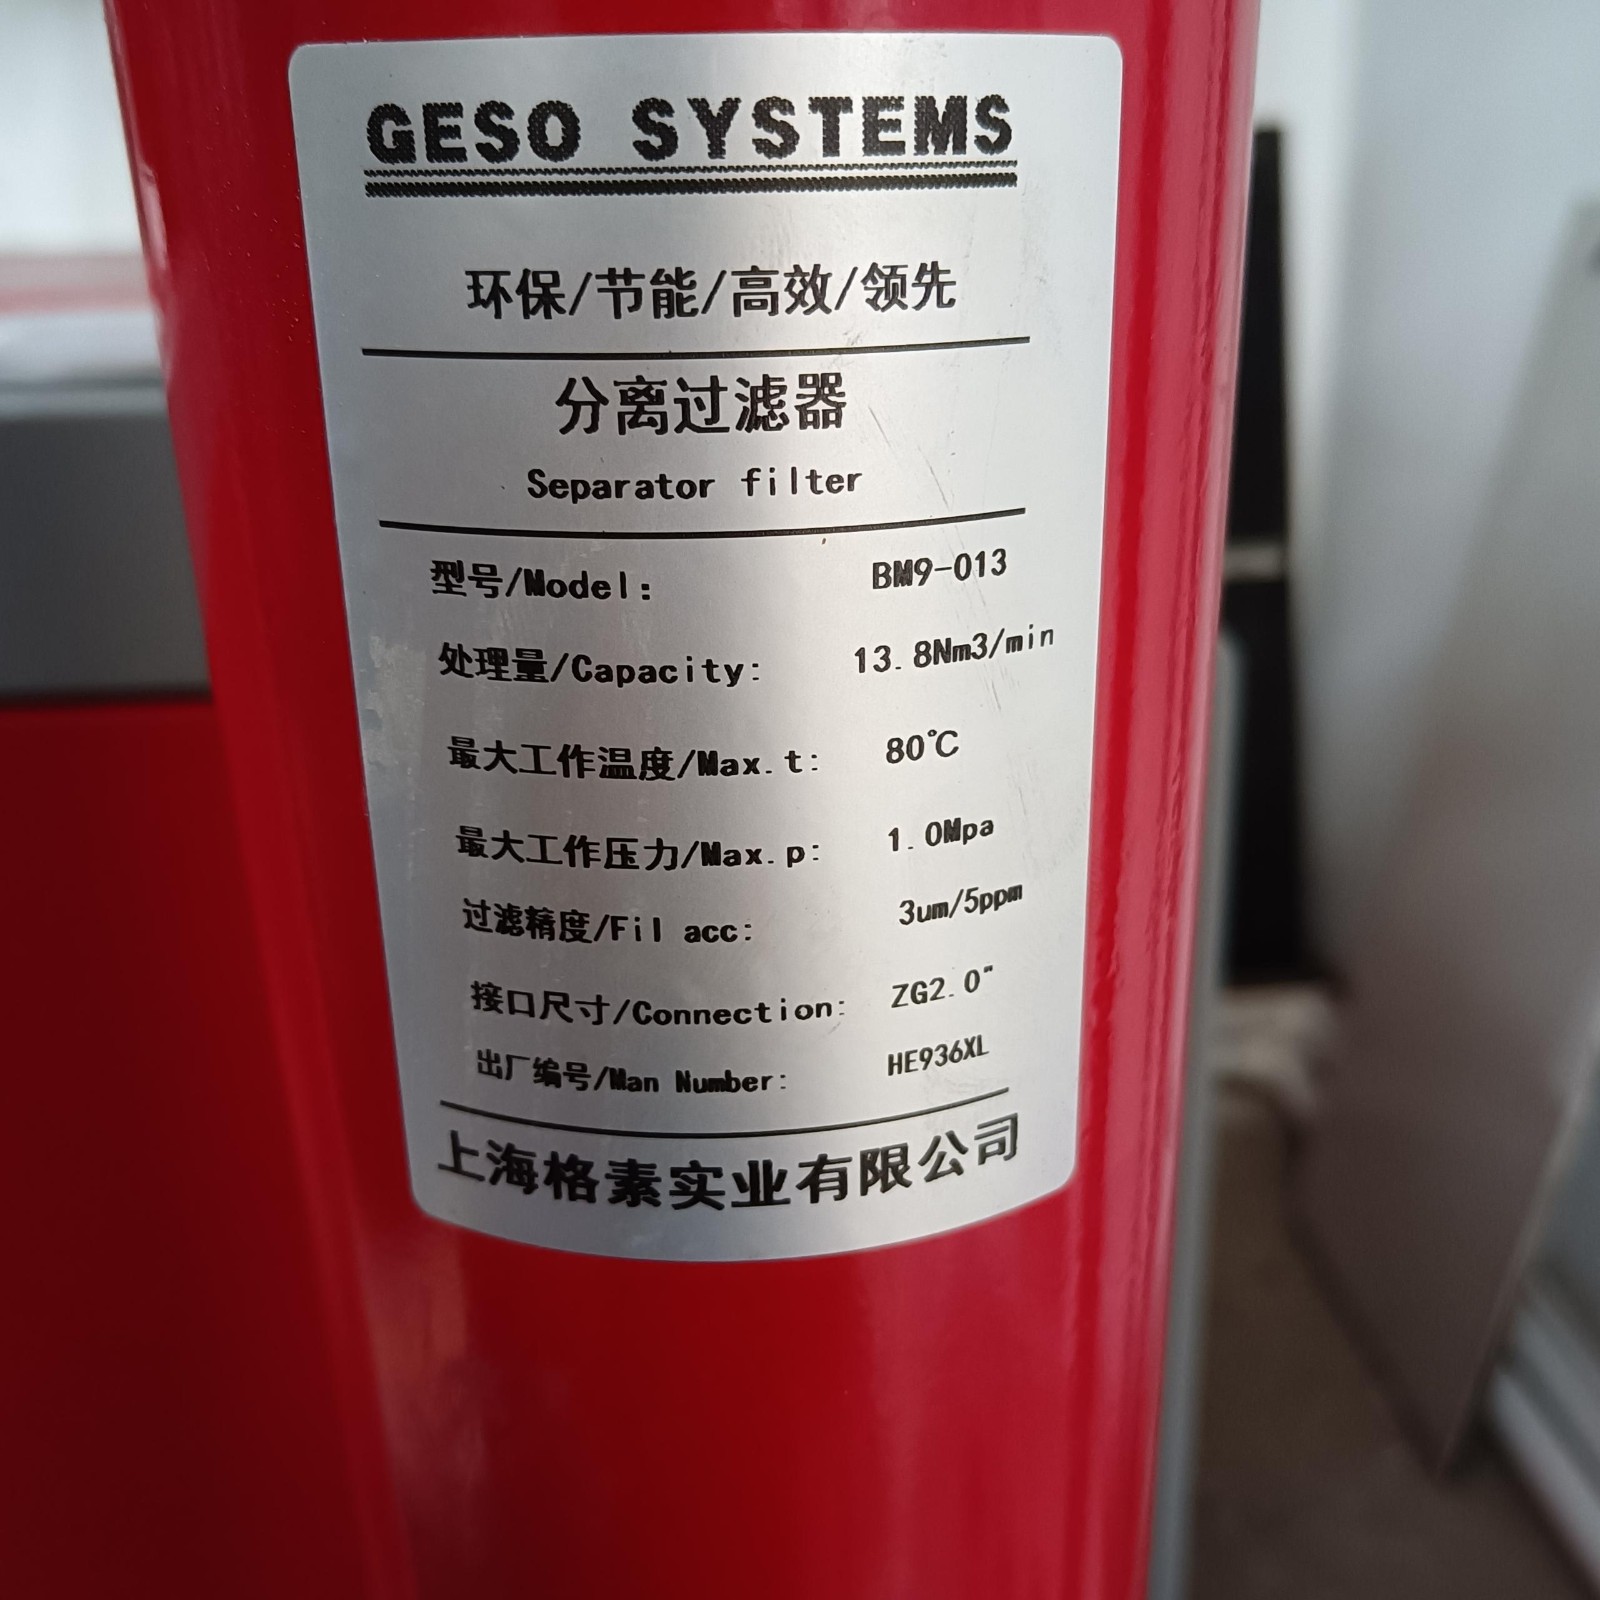 GESO SYSTEMS
环保/节能/高效/领先
分离过滤器
Separator filter
型号/Model: BM9-013
处理量/Capacity: 13.8Nm3/min
最大工作温度/Max.t: 80℃
最大工作压力/Max.p: 1.0Mpa
过滤精度/Fil acc: 3um/5ppm
接口尺寸/Connection: ZG2.0"
出厂编号/Man Number: HE936XL
上海格素实业有限公司